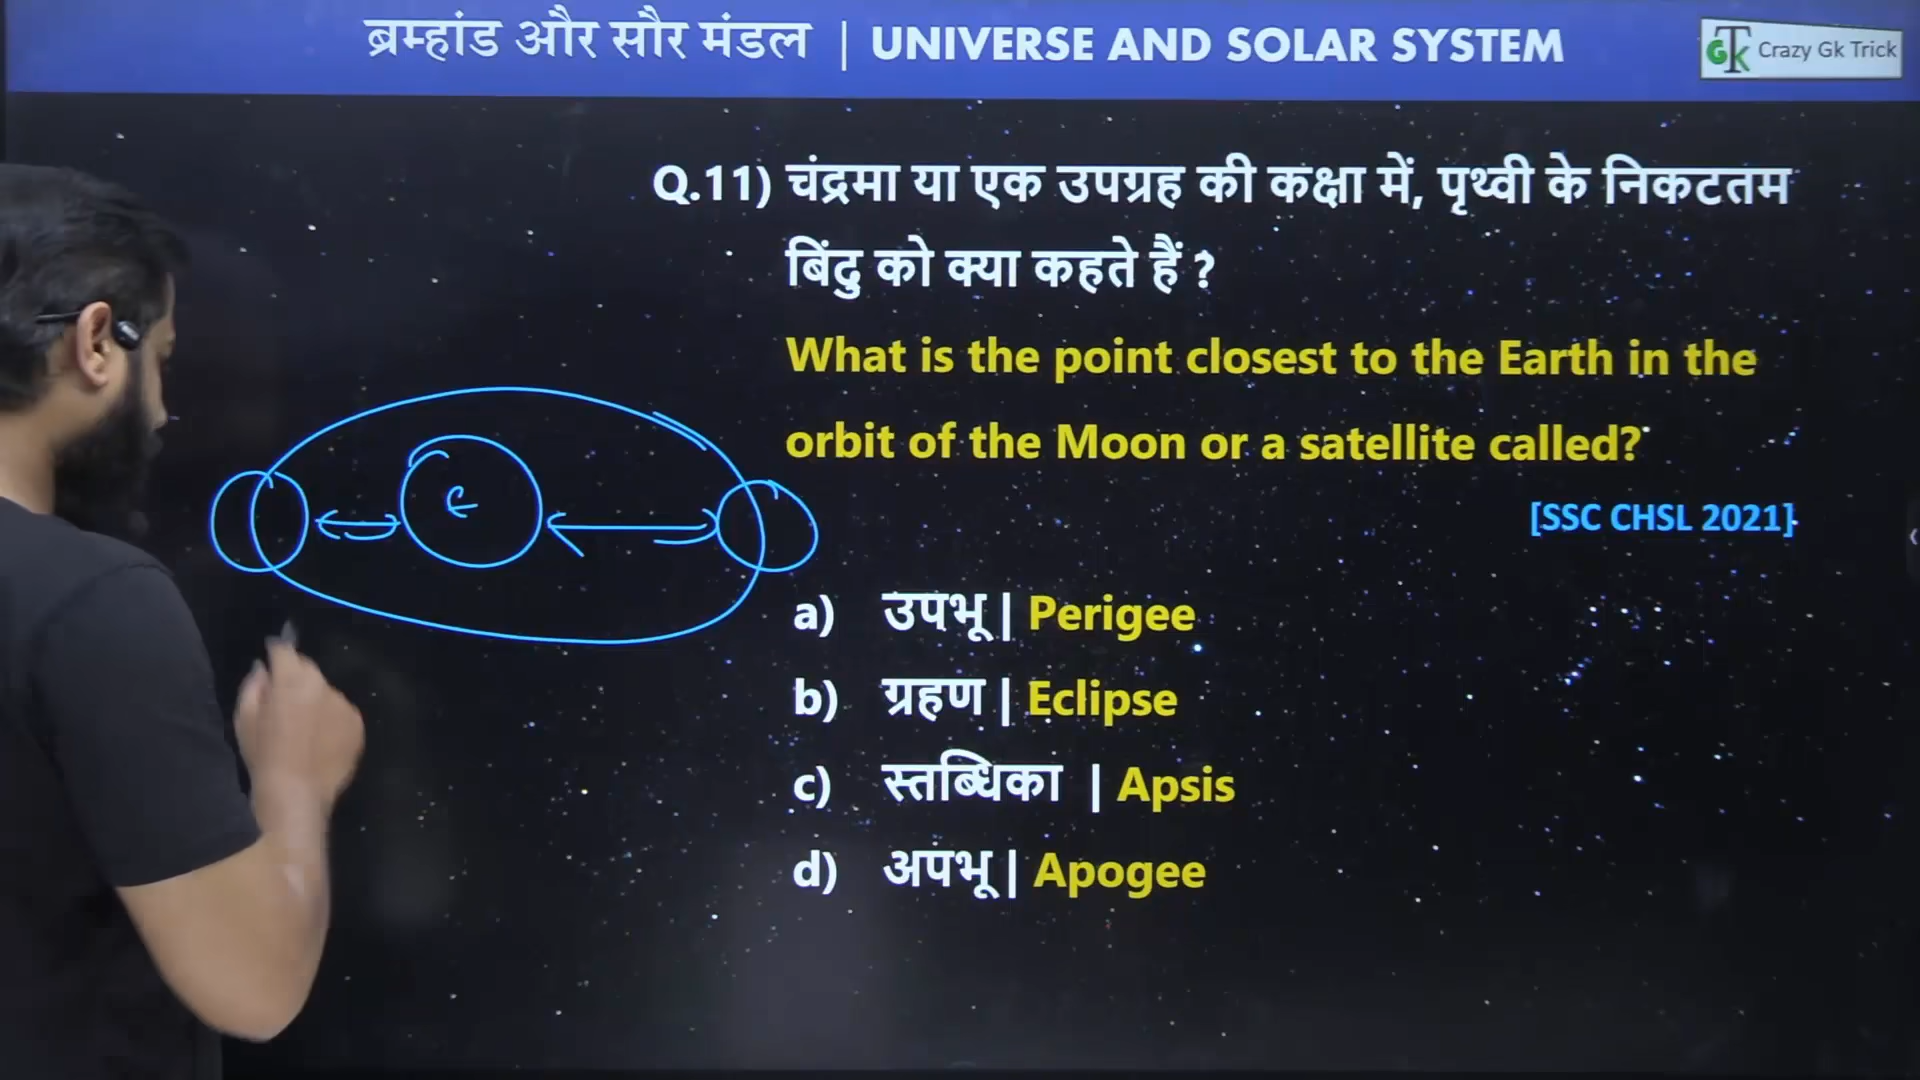 ब्रम्हांड और सौर मंडल | UNIVERSE AND SOLAR SYSTEM
GTK Crazy Gk Trick
Q.11) चंद्रमा या एक उपग्रह की कक्षा में, पृथ्वी के निकटतम
बिंदु को क्या कहते हैं ?
What is the point closest to the Earth in the
orbit of the Moon or a satellite called?
[SSC CHSL 2021]
e
a) उपभू | Perigee
b) ग्रहण | Eclipse
c) स्तब्धिका | Apsis
d) अपभू | Apogee